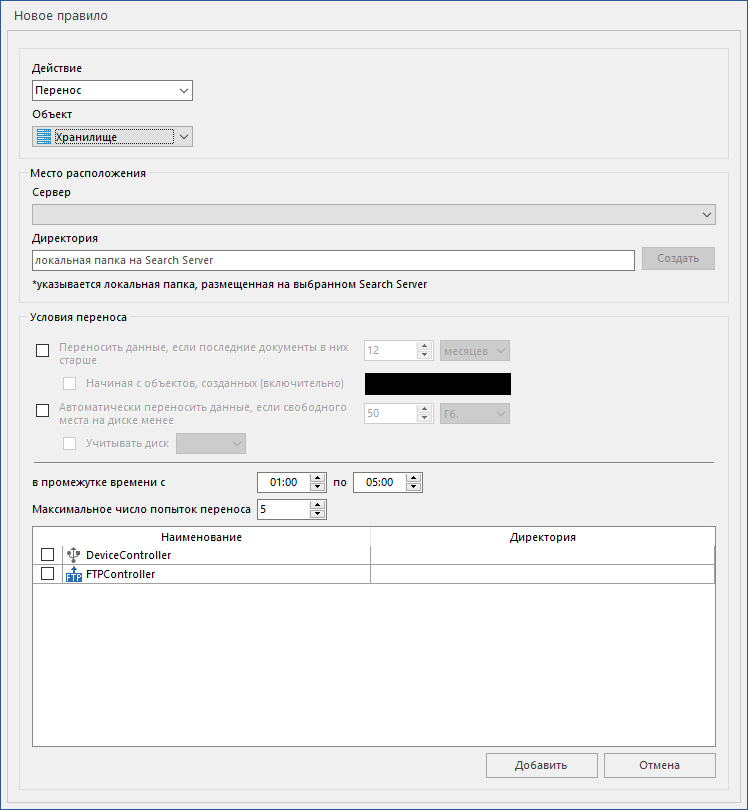 Новое правило
Действие
Перенос
Объект
Хранилище
Место расположения
Сервер
Директория
локальная папка на Search Server
Создать
*указывается локальная папка, размещенная на выбранном Search Server
Условия переноса
Переносить данные, если последние документы в них
старше
12
месяцев
Начиная с объектов, созданных (включительно)
Автоматически переносить данные, если свободного
места на диске менее
50
Гб.
Учитывать диск
в промежутке времени с
01:00
по
05:00
Максимальное число попыток переноса
5
Наименование
Директория
DeviceController
FTP
FTPController
Добавить
Отмена